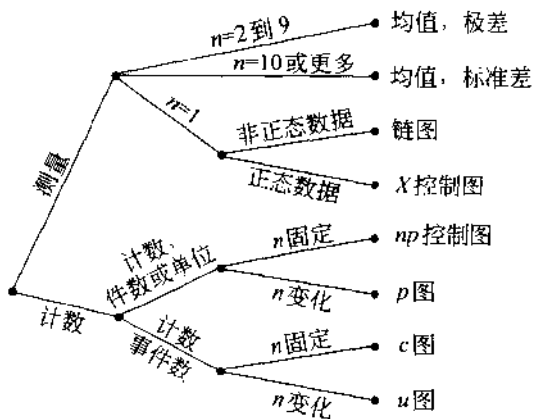 n=2到9
均值，极差
n=10或更多
均值，标准差
n=1
非正态数据
链图
正态数据
X控制图
测量
计数、
件数或单位
n固定
np控制图
n变化
p图
计数
计数
事件数
n固定
c图
n变化
u图